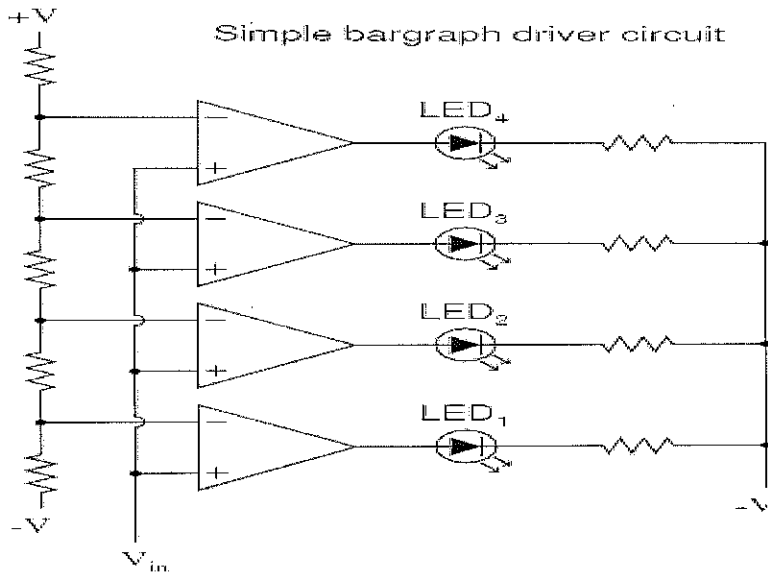 +V
Simple bargraph driver circuit
LED₄
−
+
LED₃
−
+
LED₂
−
+
LED₁
−
+
-V
-V
Vin